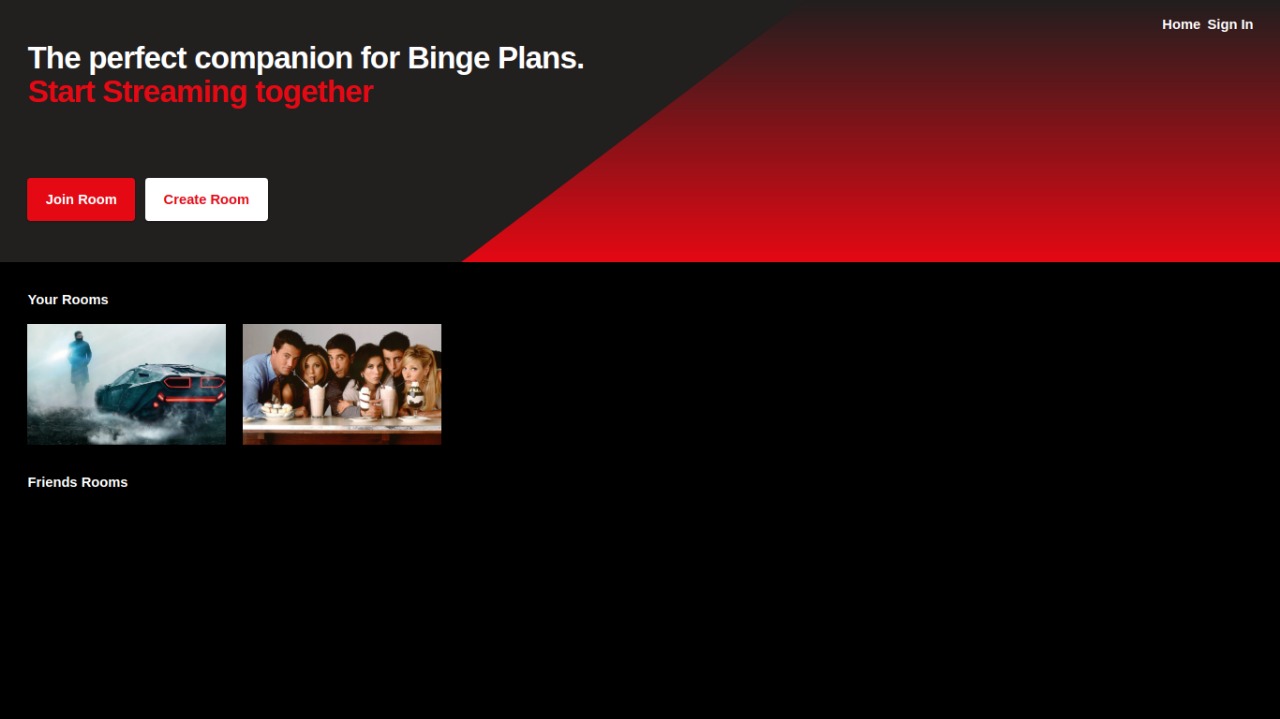 Home Sign In
The perfect companion for Binge Plans.
Start Streaming together
Join Room Create Room
Your Rooms
Friends Rooms